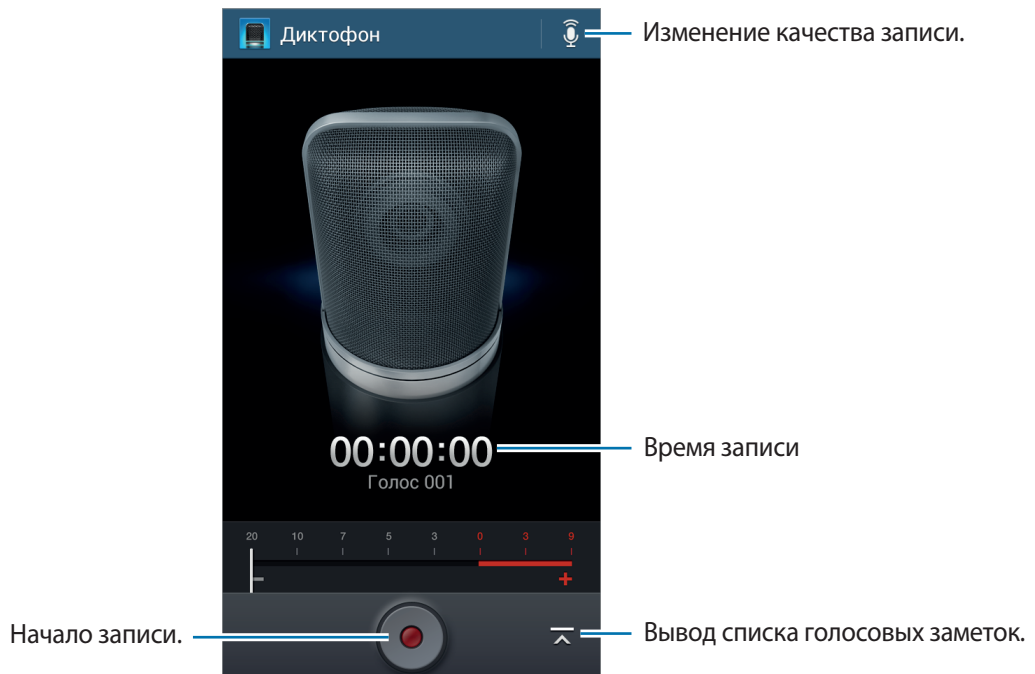 Диктофон
Изменение качества записи.
00:00:00
Время записи
Голос 001
20 10 7 5 3 0 3 9
− +
Начало записи.
Вывод списка голосовых заметок.